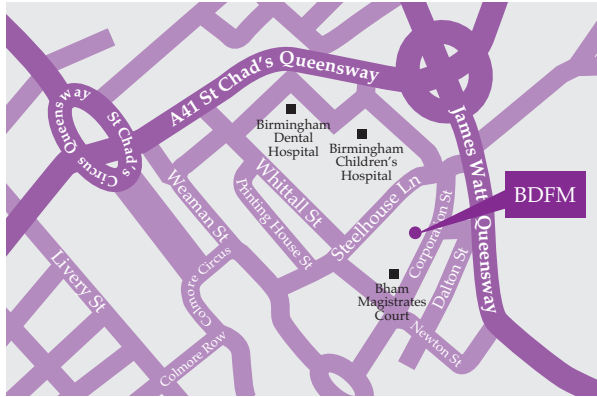 A41 St Chad's Queensway
St Chad's
Circus Queensway
James Watt Queensway
Birmingham
Dental
Hospital
Birmingham
Children's
Hospital
Whittall St
Weaman St
Printing House St
Steelhouse Ln
BDFM
Corporation St
Dalton St
Livery St
Colmore Circus
Bham
Magistrates
Court
Newton St
Colmore Row